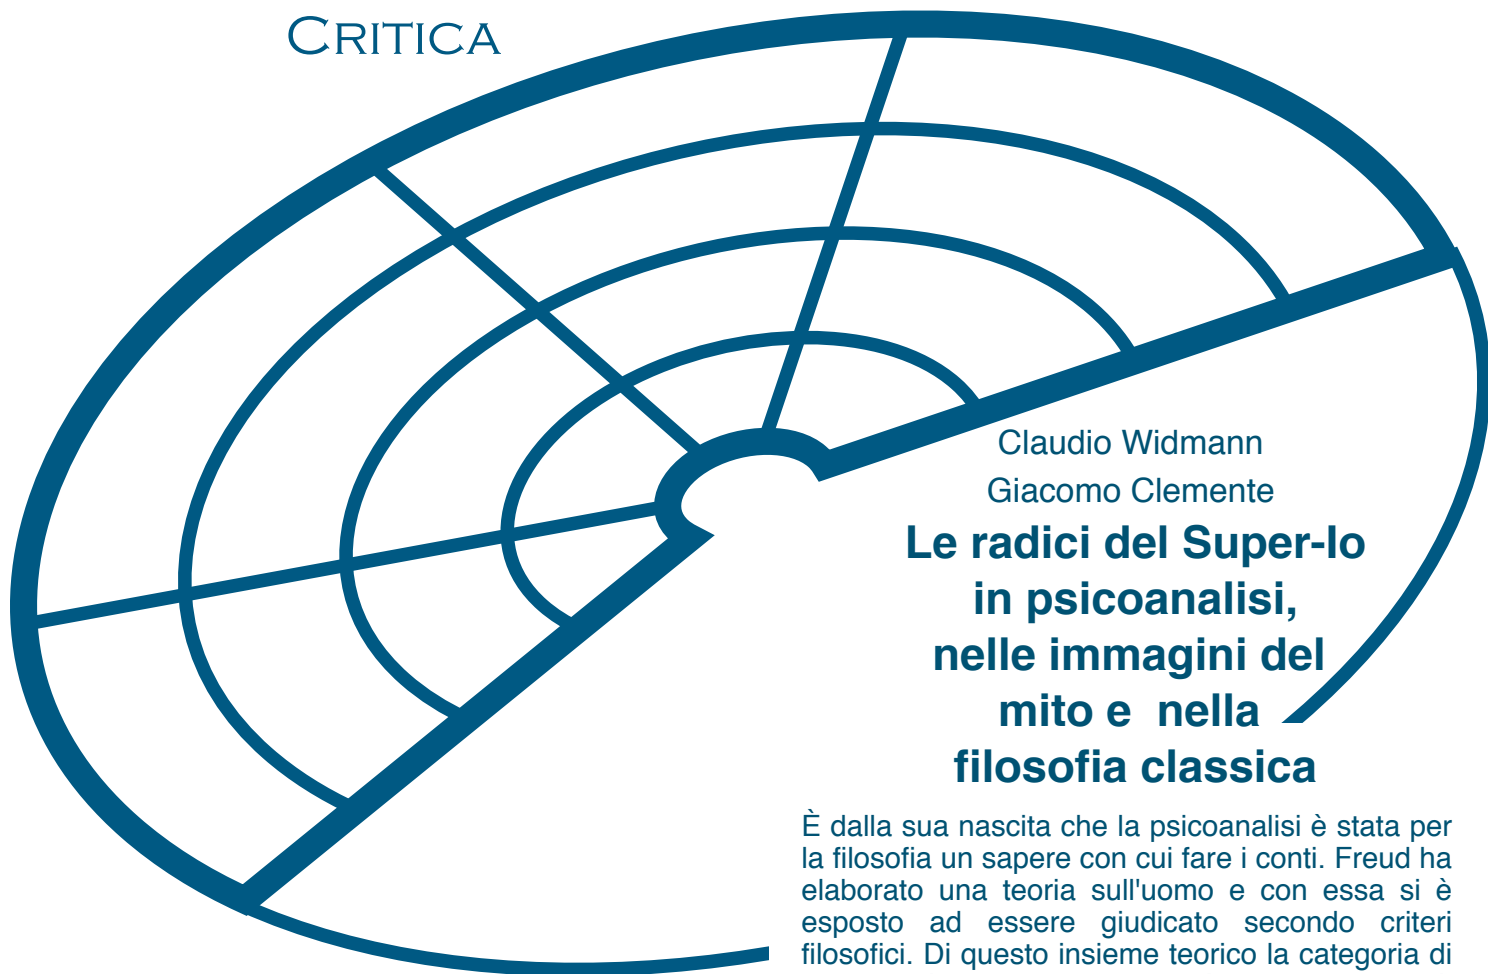 CRITICA
Claudio Widmann
Giacomo Clemente
Le radici del Super-Io
in psicoanalisi,
nelle immagini del
mito e nella
filosofia classica
È dalla sua nascita che la psicoanalisi è stata per
la filosofia un sapere con cui fare i conti. Freud ha
elaborato una teoria sull'uomo e con essa si è
esposto ad essere giudicato secondo criteri
filosofici. Di questo insieme teorico la categoria di